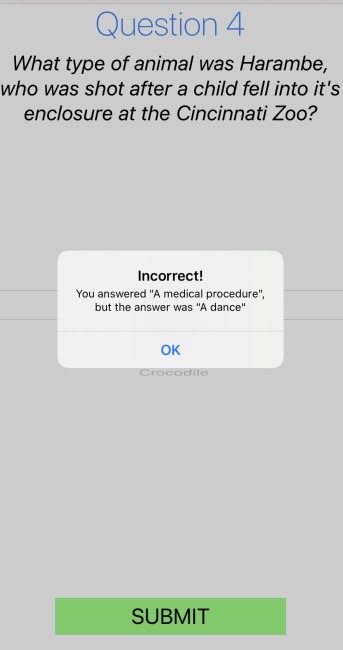 Question 4
What type of animal was Harambe,
who was shot after a child fell into it's
enclosure at the Cincinnati Zoo?
Incorrect!
You answered "A medical procedure",
but the answer was "A dance"
OK
Crocodile
SUBMIT